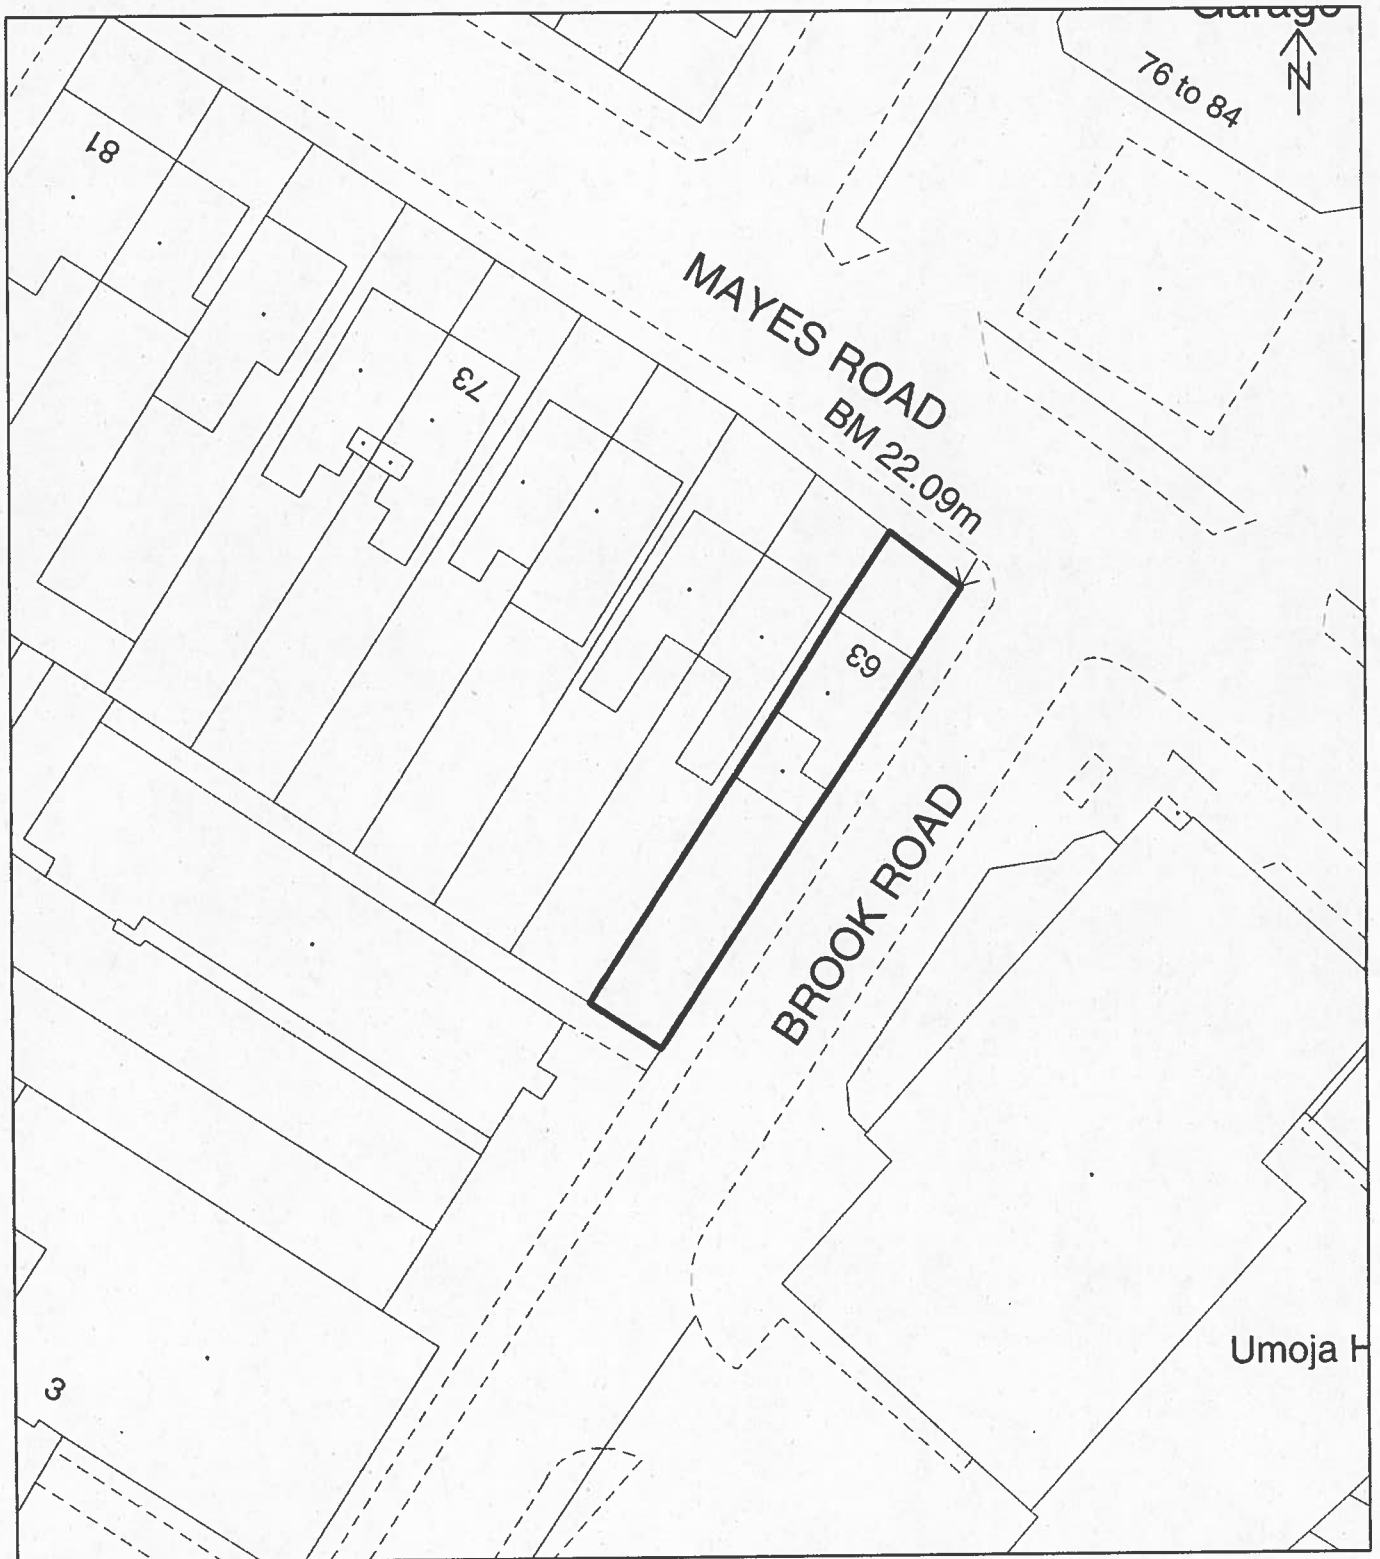 Garage
N
76 to 84
81
MAYES ROAD
BM 22.09m
73
63
BROOK ROAD
Umoja H
3